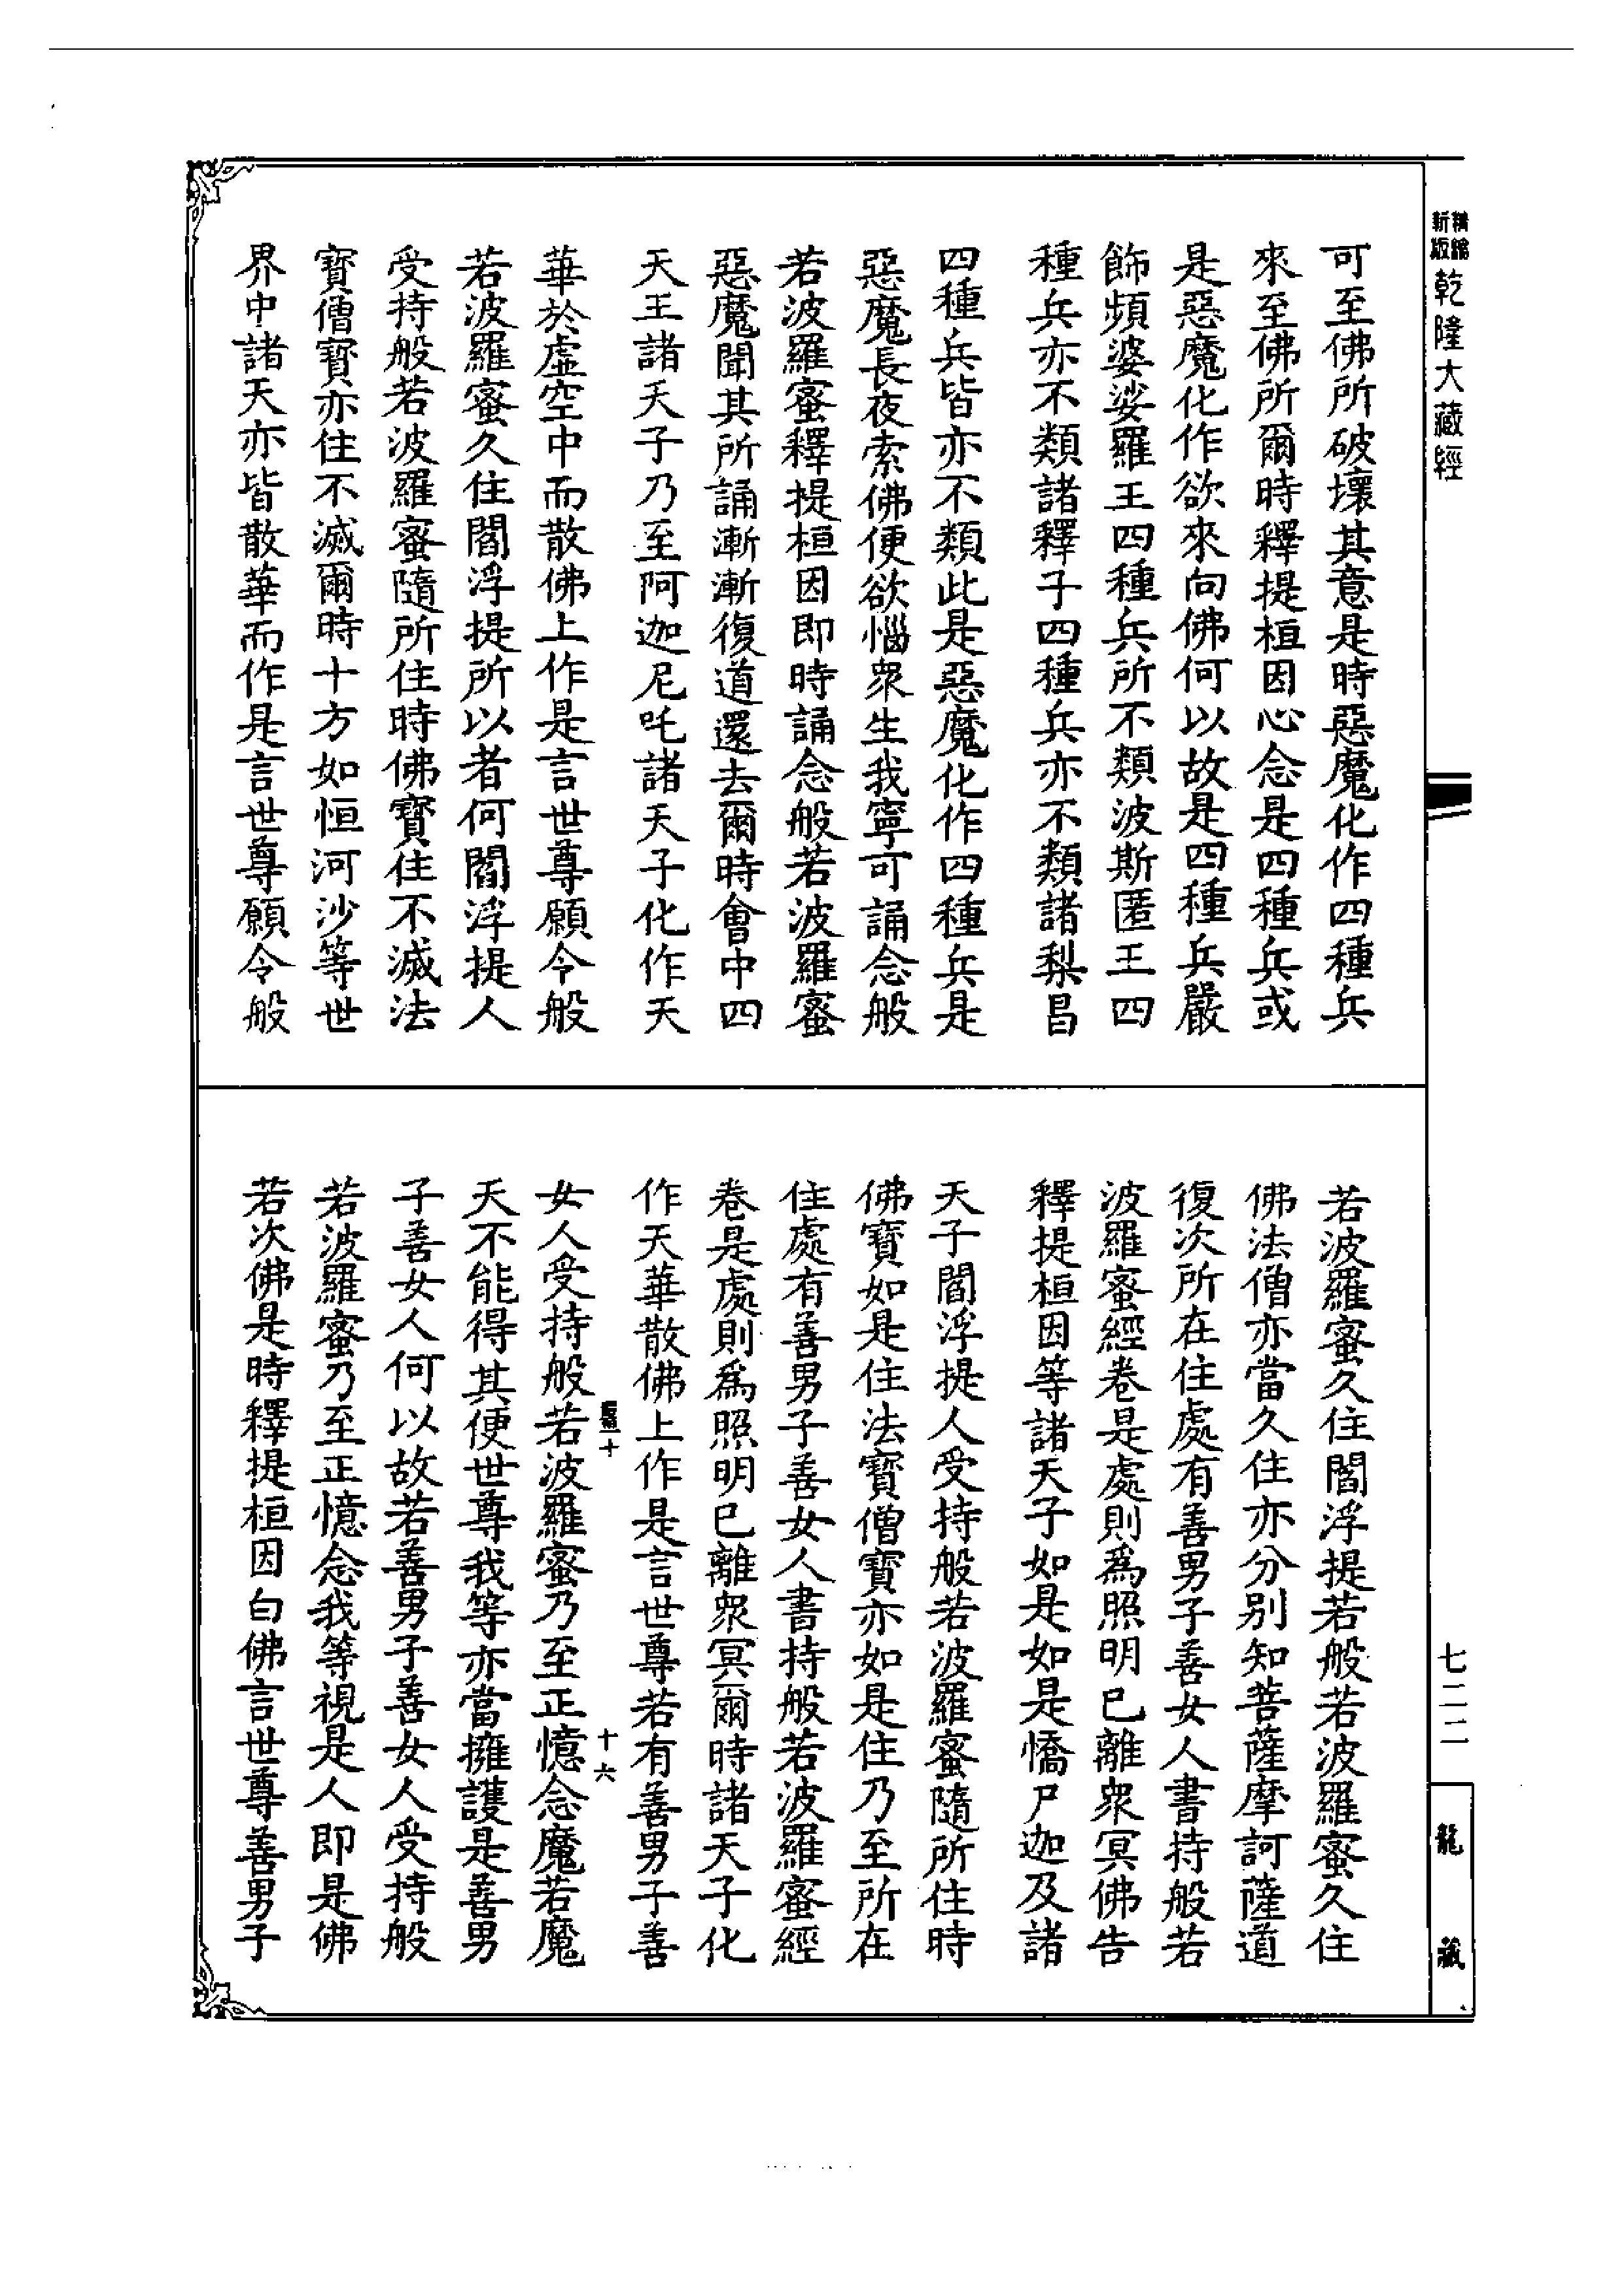 精縮新版乾隆大藏經
可至佛所破壞其意是時惡魔化作四種兵
來至佛所爾時釋提桓因心念是四種兵或
是惡魔化作欲來向佛何以故是四種兵嚴
飾頻婆娑羅王四種兵所不類波斯匿王四
種兵亦不類諸釋子四種兵亦不類諸梨昌
四種兵皆亦不類此是惡魔化作四種兵是
惡魔長夜索佛便欲惱衆生我寧可誦念般
若波羅蜜釋提桓因即時誦念般若波羅蜜
惡魔聞其所誦漸漸復道還去爾時會中四
天王諸天子乃至阿迦尼吒諸天子化作天
華於虛空中而散佛上作是言世尊願令般
若波羅蜜久住閻浮提所以者何閻浮提人
受持般若波羅蜜隨所住時佛寶住不滅法
寶僧寶亦住不滅爾時十方如恒河沙等世
界中諸天亦皆散華而作是言世尊願令般
若波羅蜜久住閻浮提若般若波羅蜜久住
佛法僧亦當久住亦分別知菩薩摩訶薩道
復次所在住處有善男子善女人書持般若
波羅蜜經卷是處則爲照明已離衆冥佛告
釋提桓因等諸天子如是如是憍尸迦及諸
天子閻浮提人受持般若波羅蜜隨所住時
佛寶如是住法寶僧寶亦如是住乃至所在
住處有善男子善女人書持般若波羅蜜經
卷是處則爲照明已離衆冥爾時諸天子化
作天華散佛上作是言世尊若有善男子善
十 十六
女人受持般若波羅蜜乃至正憶念魔若魔
天不能得其便世尊我等亦當擁護是善男
子善女人何以故若善男子善女人受持般
若波羅蜜乃至正憶念我等視是人即是佛
若次佛是時釋提桓因白佛言世尊善男子
七二二
龍藏